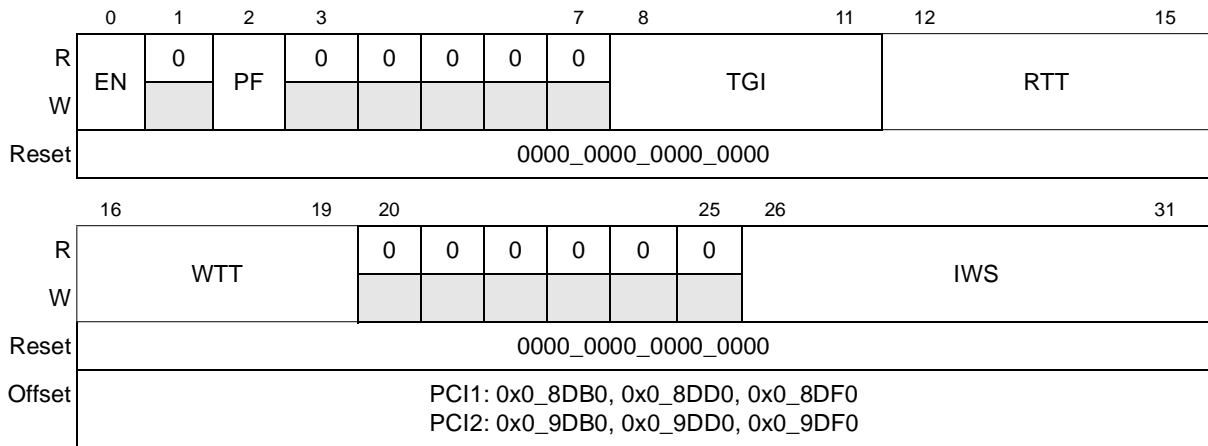 0 1 2 3 7 8 11 12 15
R EN 0 PF 0 0 0 0 0 TGI RTT
W
Reset 0000_0000_0000_0000
16 19 20 25 26 31
R WTT 0 0 0 0 0 0 IWS
W
Reset 0000_0000_0000_0000
Offset PCI1: 0x0_8DB0, 0x0_8DD0, 0x0_8DF0
PCI2: 0x0_9DB0, 0x0_9DD0, 0x0_9DF0